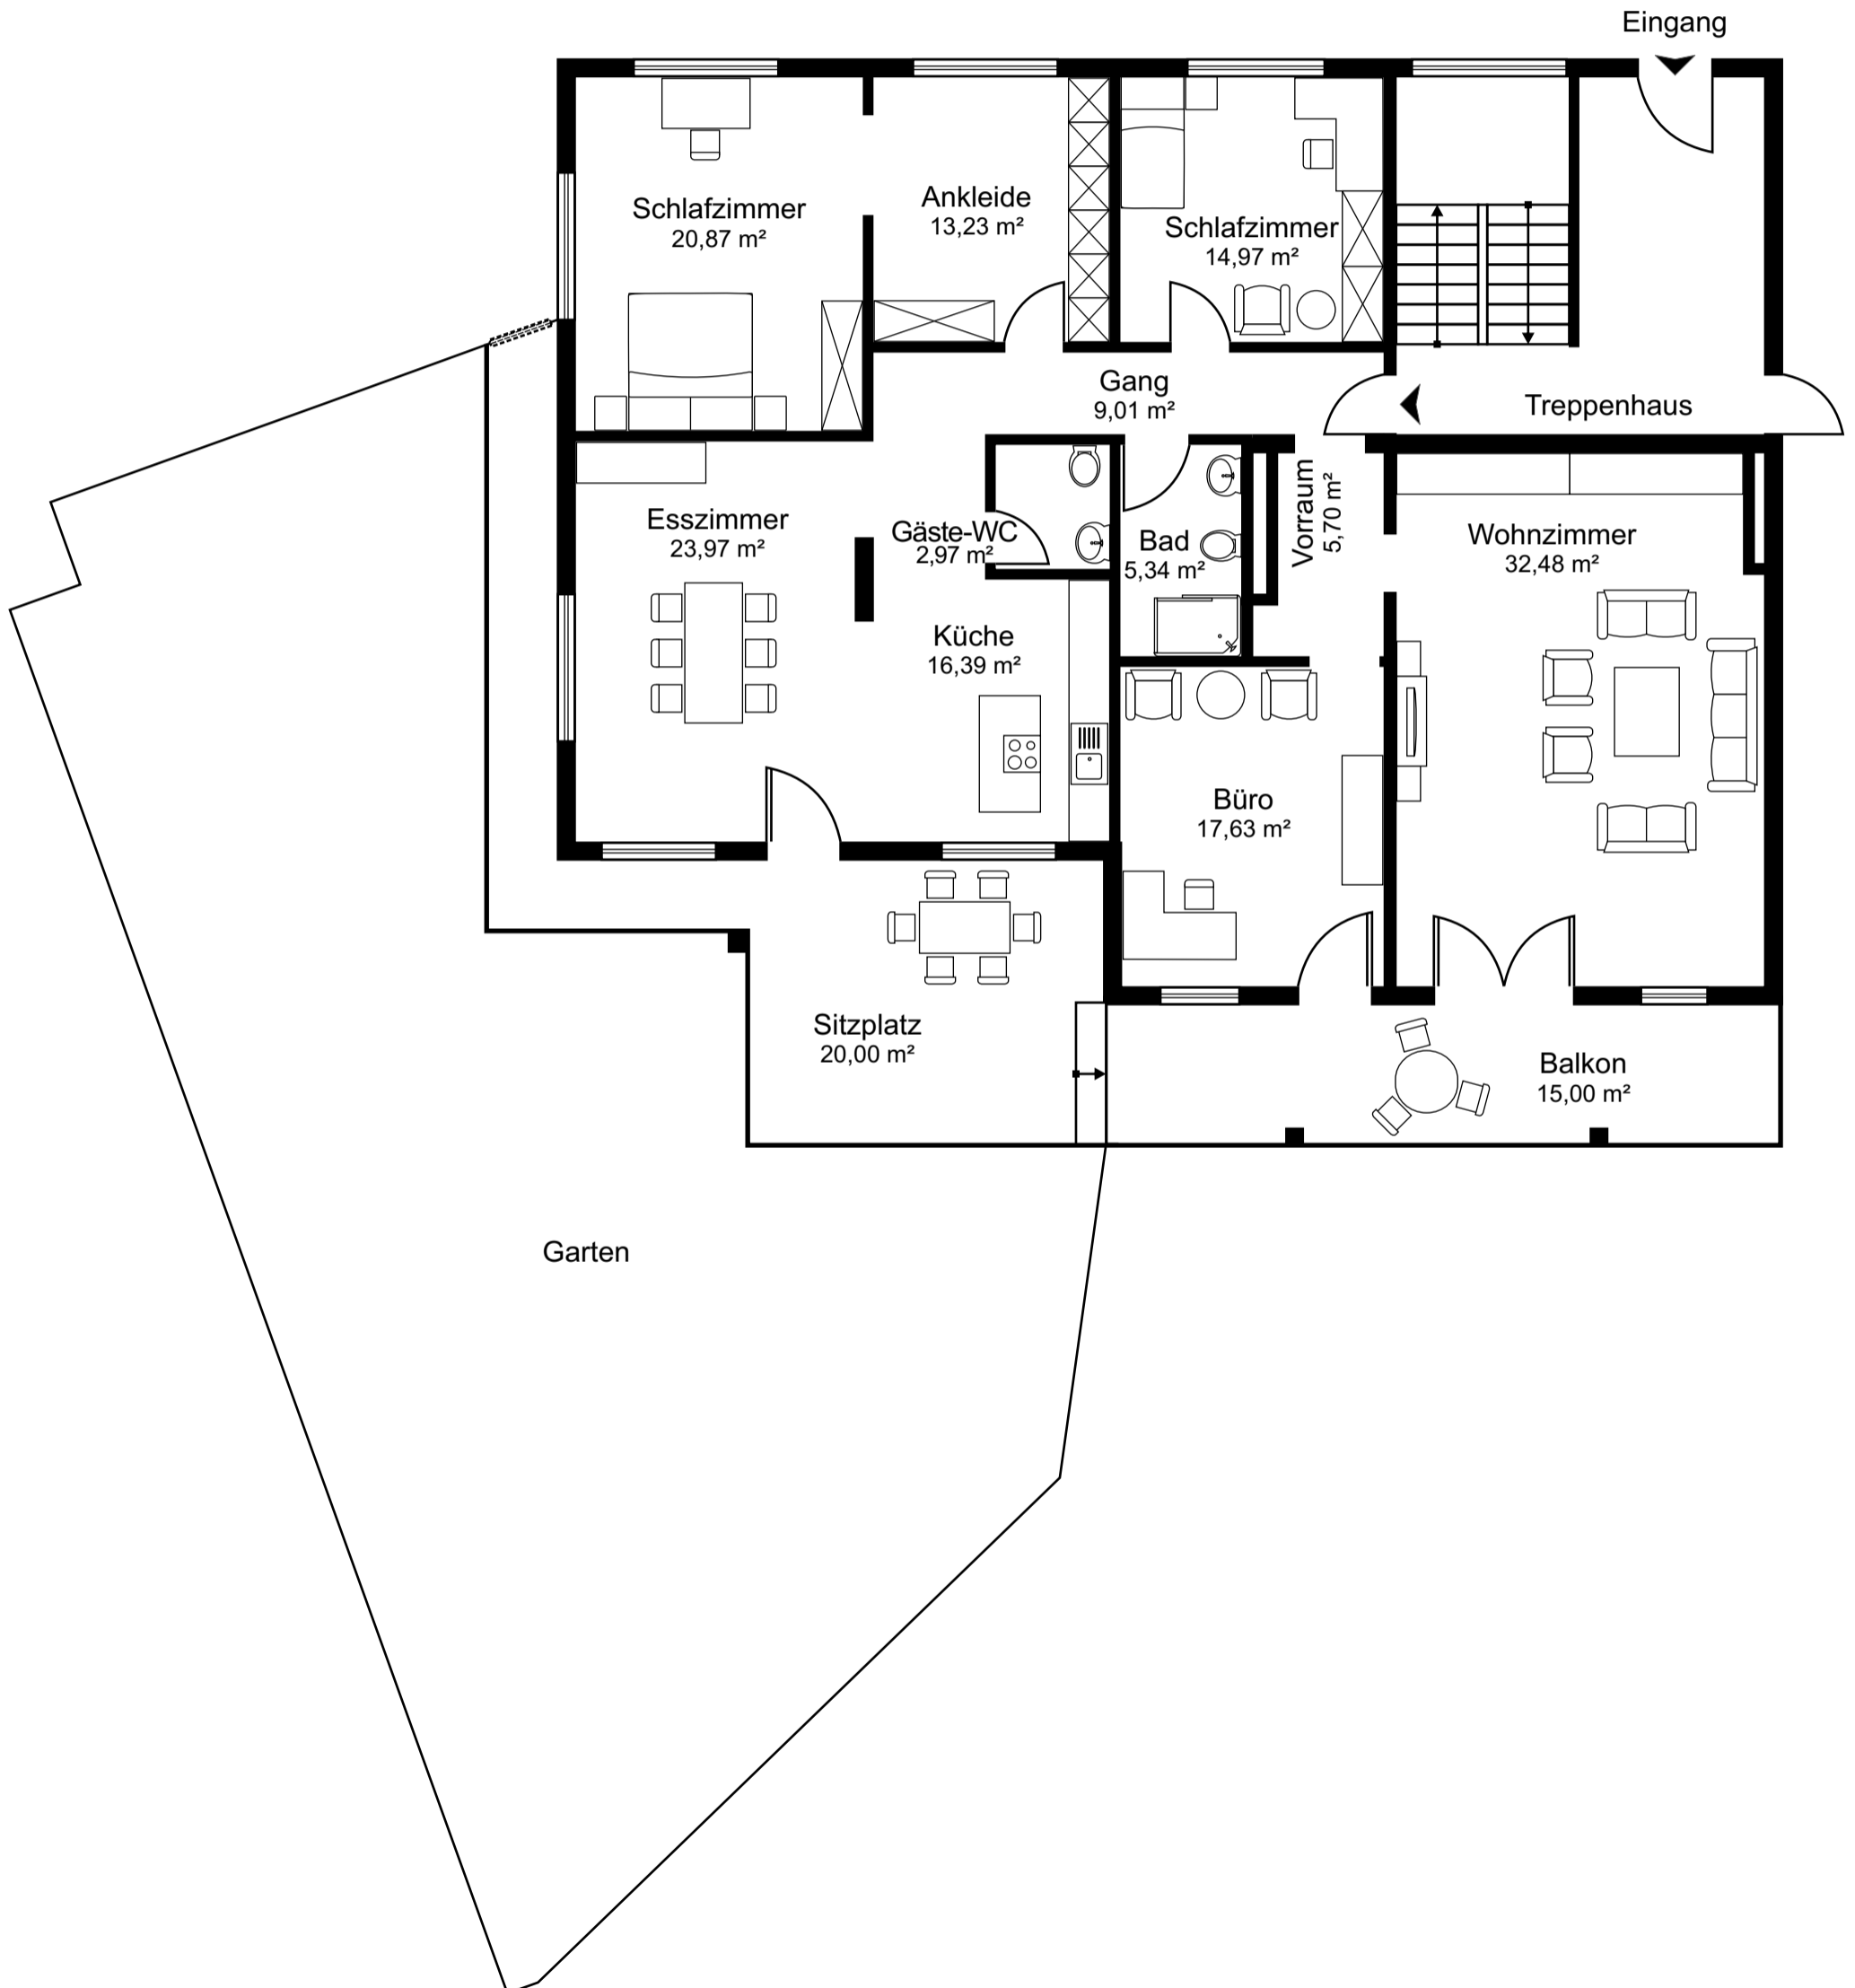 Eingang
Schlafzimmer
20,87 m²
Ankleide
13,23 m²
Schlafzimmer
14,97 m²
Gang
9,01 m²
Treppenhaus
Esszimmer
23,97 m²
Gäste-WC
2,97 m²
Bad
5,34 m²
Vorraum
5,70 m²
Wohnzimmer
32,48 m²
Küche
16,39 m²
Büro
17,63 m²
Sitzplatz
20,00 m²
Balkon
15,00 m²
Garten